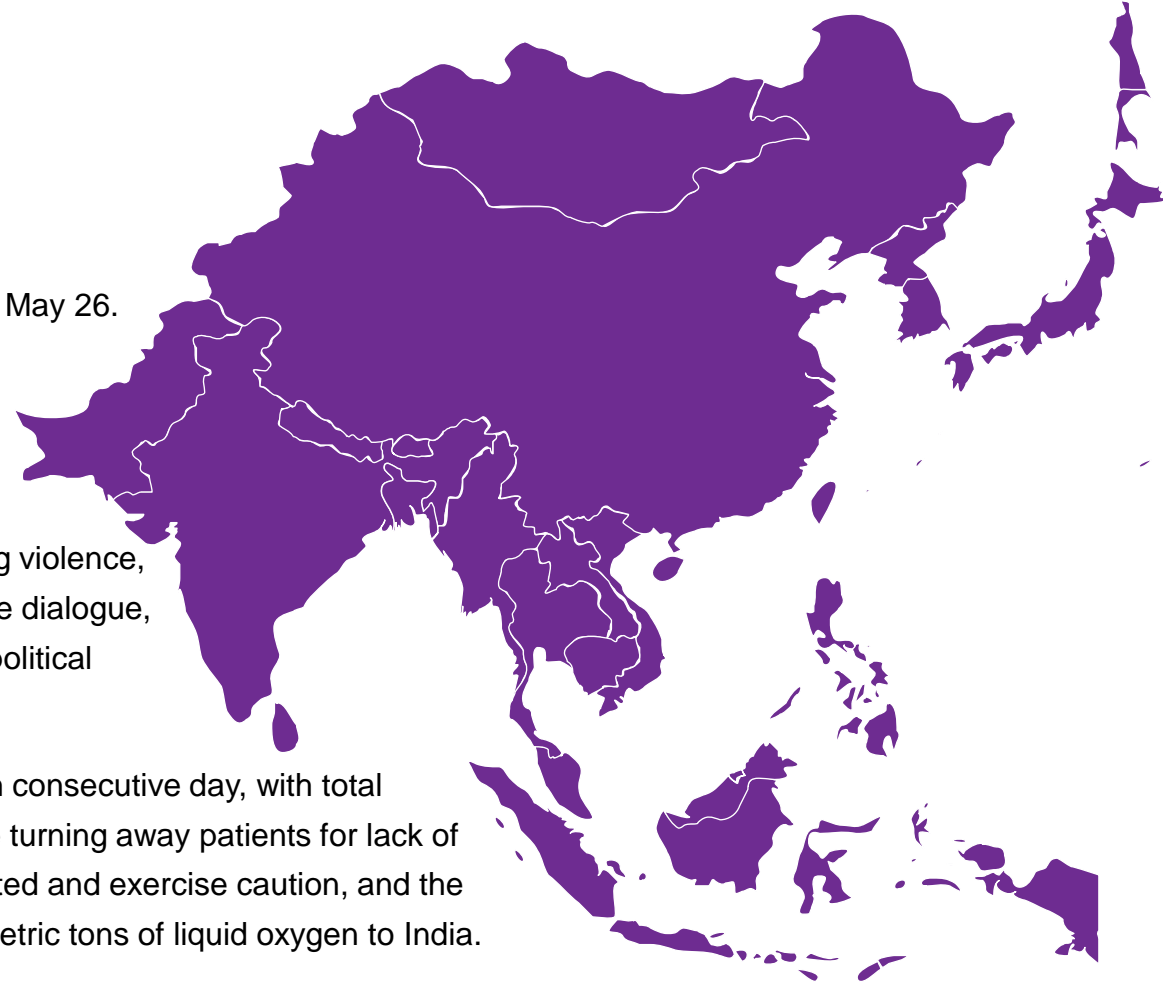 May 26.
g violence,
e dialogue,
political
n consecutive day, with total
turning away patients for lack of
ted and exercise caution, and the
etric tons of liquid oxygen to India.